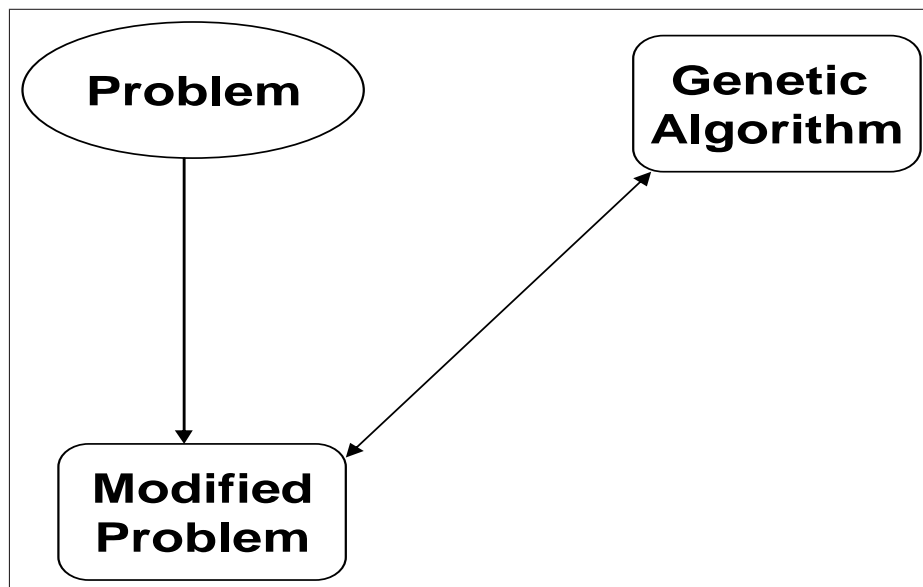 Problem
Genetic
Algorithm
Modified
Problem